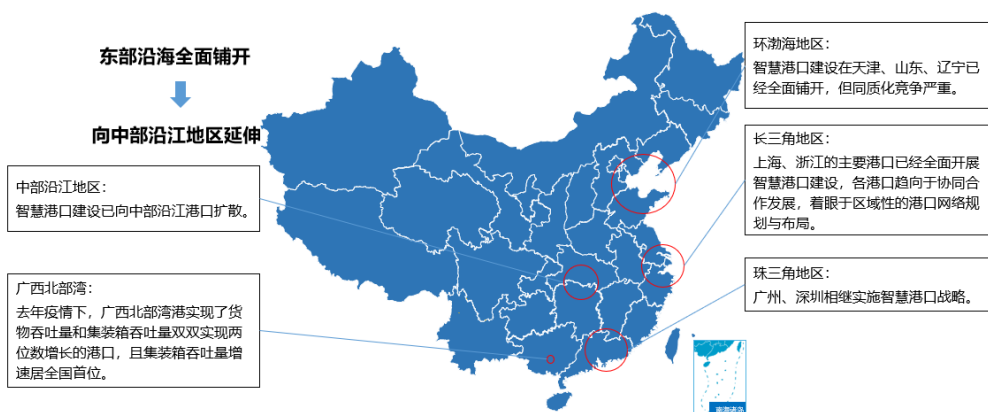 东部沿海全面铺开
向中部沿江地区延伸
中部沿江地区：
智慧港口建设已向中部沿江港口扩散。
广西北部湾：
去年疫情下，广西北部湾港实现了货
物吞吐量和集装箱吞吐量双双实现两
位数增长的港口，且集装箱吞吐量增
速居全国首位。
环渤海地区：
智慧港口建设在天津、山东、辽宁已
经全面铺开，但同质化竞争严重。
长三角地区：
上海、浙江的主要港口已经全面开展
智慧港口建设，各港口趋向于协同合
作发展，着眼于区域性的港口网络规
划与布局。
珠三角地区：
广州、深圳相继实施智慧港口战略。
南海诸岛